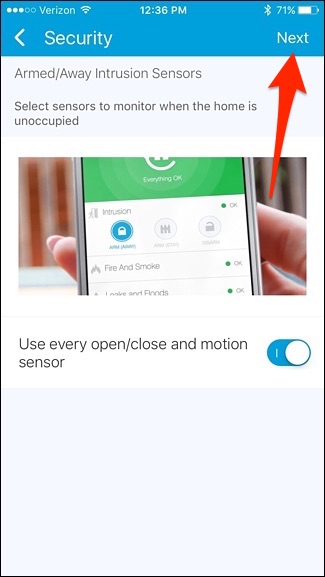 Verizon 12:36 PM 71%
Security Next
Armed/Away Intrusion Sensors
Select sensors to monitor when the home is
unoccupied
Everything OK
Intrusion OK
ARM (AWAY) ARM (STAY) DISARM
Fire And Smoke OK
Leaks and Floods OK
Use every open/close and motion
sensor